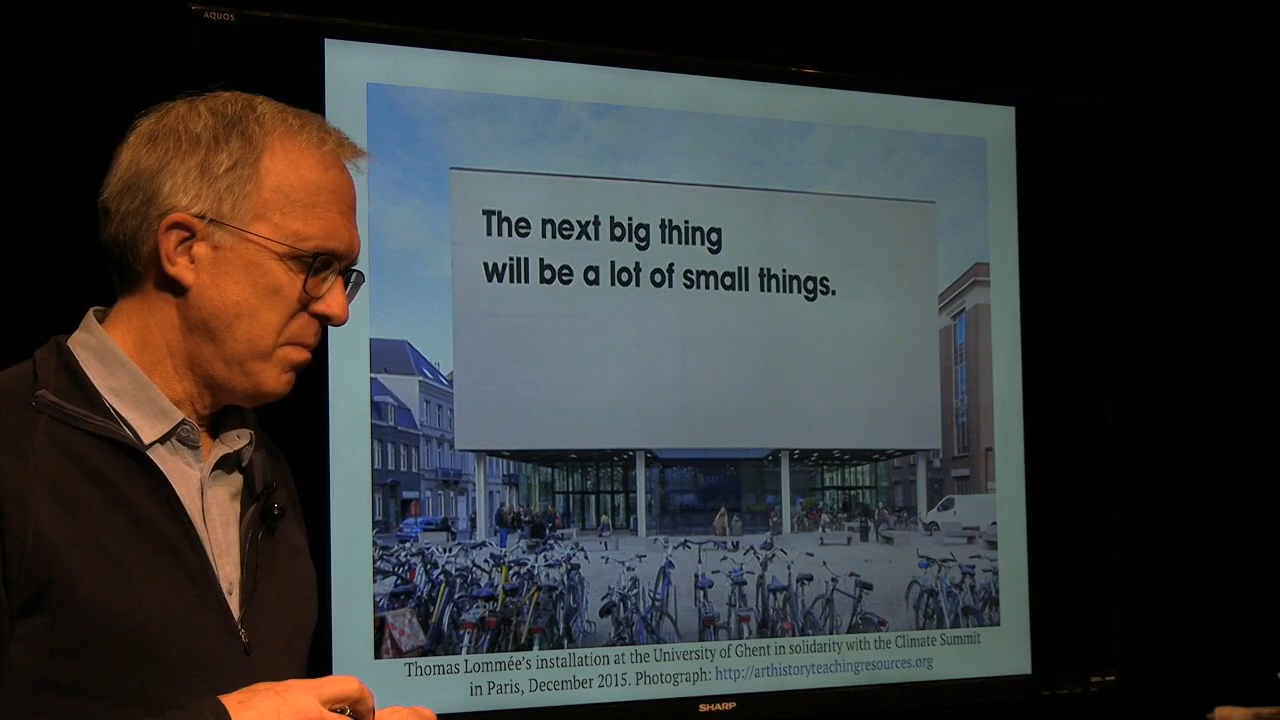 AQUOS
The next big thing
will be a lot of small things.
Thomas Lommée's installation at the University of Ghent in solidarity with the Climate Summit
in Paris, December 2015. Photograph: http://arthistoryteachingresources.org
SHARP